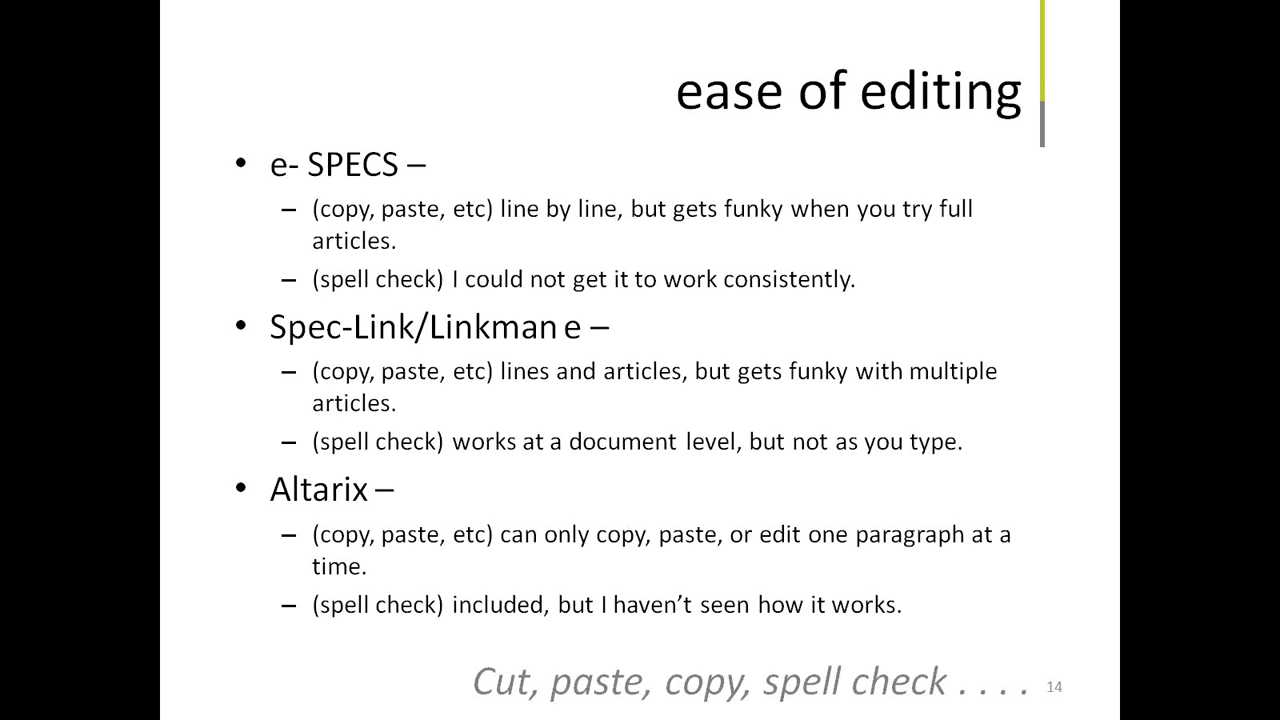 ease of editing
• e- SPECS –
– (copy, paste, etc) line by line, but gets funky when you try full
articles.
– (spell check) I could not get it to work consistently.
• Spec-Link/Linkman e –
– (copy, paste, etc) lines and articles, but gets funky with multiple
articles.
– (spell check) works at a document level, but not as you type.
• Altarix –
– (copy, paste, etc) can only copy, paste, or edit one paragraph at a
time.
– (spell check) included, but I haven’t seen how it works.
Cut, paste, copy, spell check . . . .
14